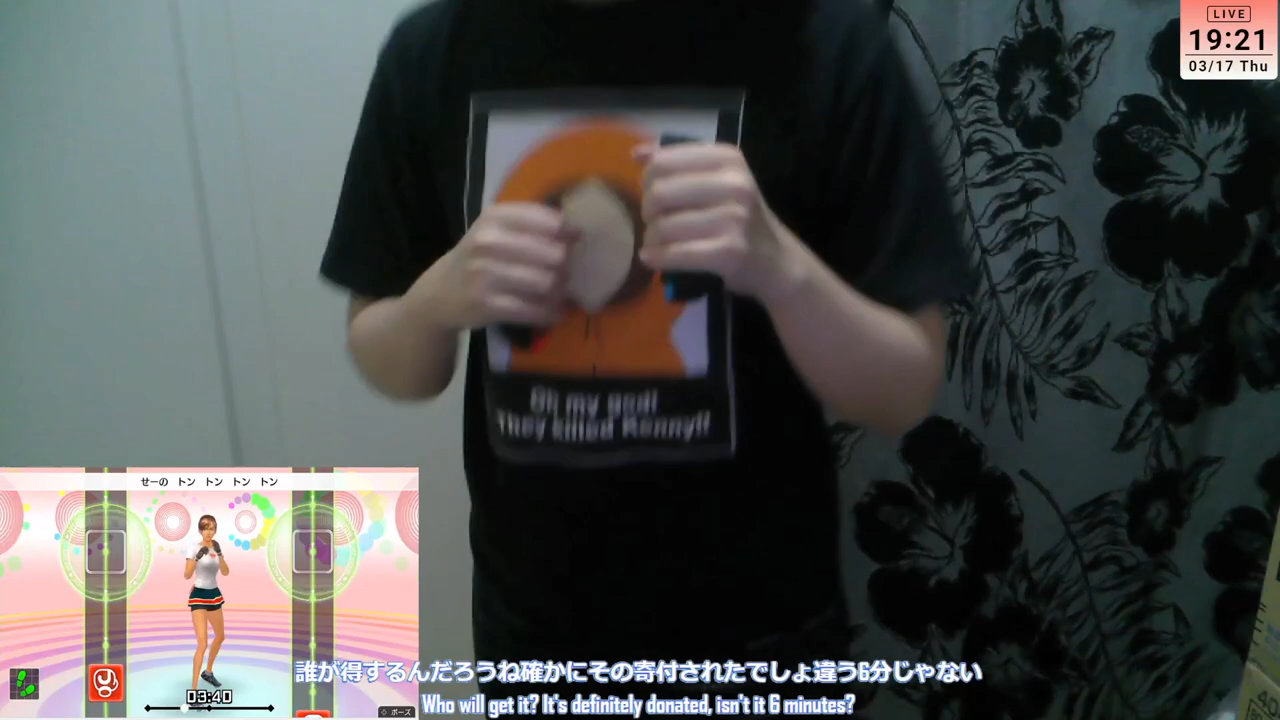 LIVE
19:21
03/17 Thu
Oh my god!
They killed Kenny!!
せーの トン トン トン トン
03:40
ポーズ
誰が得するんだろうね確かにその寄付されたでしょ違う6分じゃない
Who will get it? It's definitely donated, isn't it 6 minutes?